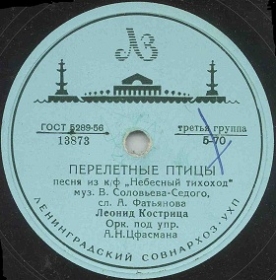 ЛЗ
ГОСТ 5289-56
третья группа
13873
5-70
ПЕРЕЛЕТНЫЕ ПТИЦЫ
песня из к/ф „Небесный тихоход"
муз. В. Соловьева-Седого,
сл. А. Фатьянова
Леонид Кострица
Орк. под упр.
А.Н.Цфасмана
ЛЕНИНГРАДСКИЙ СОВНАРХОЗ-УХП